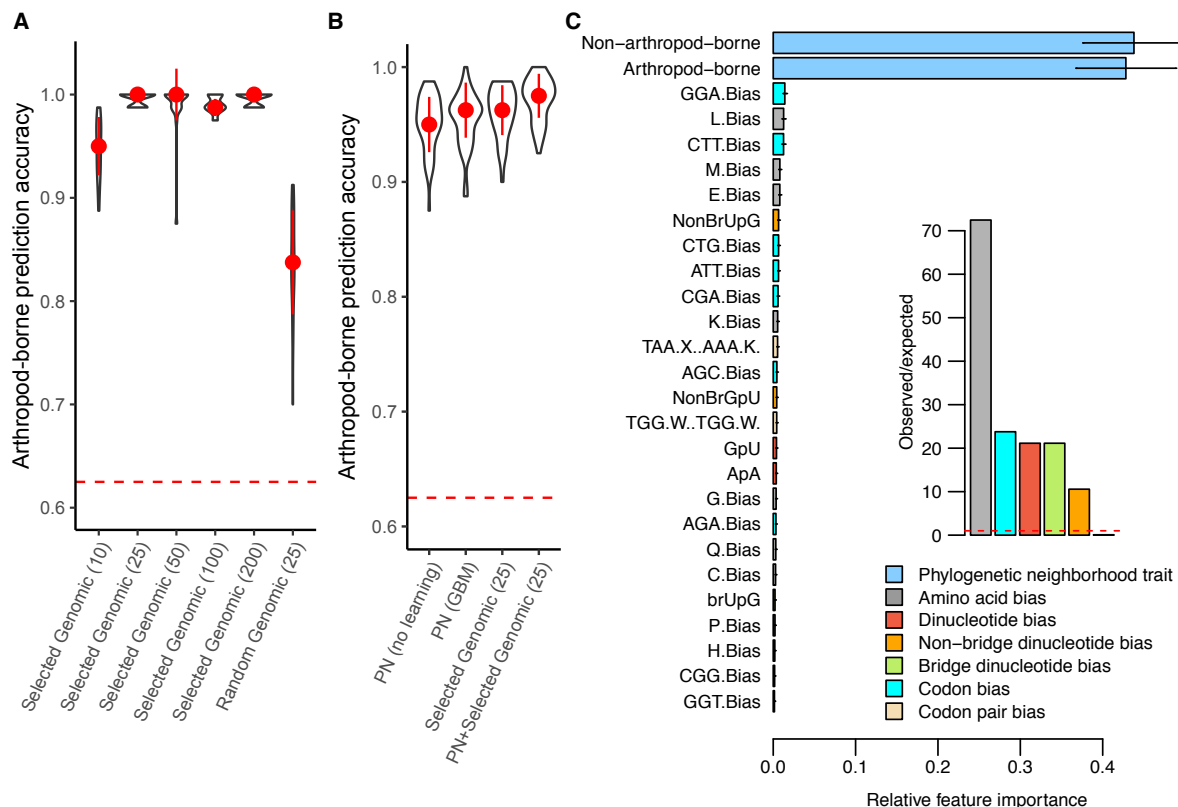 A
Arthropod-borne prediction accuracy
1.0
0.9
0.8
0.7
0.6
Selected Genomic (10)
Selected Genomic (25)
Selected Genomic (50)
Selected Genomic (100)
Selected Genomic (200)
Random Genomic (25)
B
Arthropod-borne prediction accuracy
1.0
0.9
0.8
0.7
0.6
PN (no learning)
PN (GBM)
Selected Genomic (25)
PN+Selected Genomic (25)
C
Non-arthropod-borne
Arthropod-borne
GGA.Bias
L.Bias
CTT.Bias
M.Bias
E.Bias
NonBrUpG
CTG.Bias
ATT.Bias
CGA.Bias
K.Bias
TAA.X..AAA.K.
AGC.Bias
NonBrGpU
TGG.W..TGG.W.
GpU
ApA
G.Bias
AGA.Bias
Q.Bias
C.Bias
brUpG
P.Bias
H.Bias
CGG.Bias
GGT.Bias
0.0
0.1
0.2
0.3
0.4
Relative feature importance
Observed/expected
70
60
50
40
30
20
10
0
Phylogenetic neighborhood trait
Amino acid bias
Dinucleotide bias
Non-bridge dinucleotide bias
Bridge dinucleotide bias
Codon bias
Codon pair bias